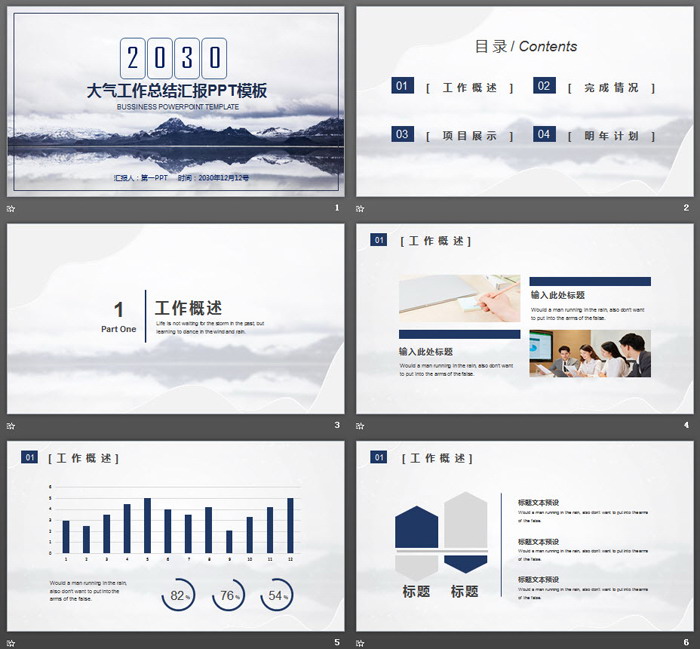 2030
大气工作总结汇报PPT模板
BUSSINESS POWERPOINT TEMPLATE
汇报人：第一PPT 时间：2030年12月12号
1
目录/ Contents
01 [ 工作概述 ]
02 [ 完成情况 ]
03 [ 项目展示 ]
04 [ 明年计划 ]
2
1
Part One
工作概述
Life is not waiting for the storm in the past, but
learning to dance in the wind and rain.
3
01 [工作概述]
输入此处标题
Would a man running in the rain, also don't want
to put into the arms of the false.
输入此处标题
Would a man running in the rain, also don't want
to put into the arms of the false.
4
01 [工作概述]
6
5
4
3
2
1
0
1 2 3 4 5 6 7 8 9 10 11 12
Would a man running in the rain,
also don't want to put into the
arms of the false.
82%
76%
54%
5
01 [工作概述]
标题
标题
标题文本预设
Would a man running in the rain, also don't want to put into the arms
of the false.
标题文本预设
Would a man running in the rain, also don't want to put into the arms
of the false.
标题文本预设
Would a man running in the rain, also don't want to put into the arms
of the false.
6